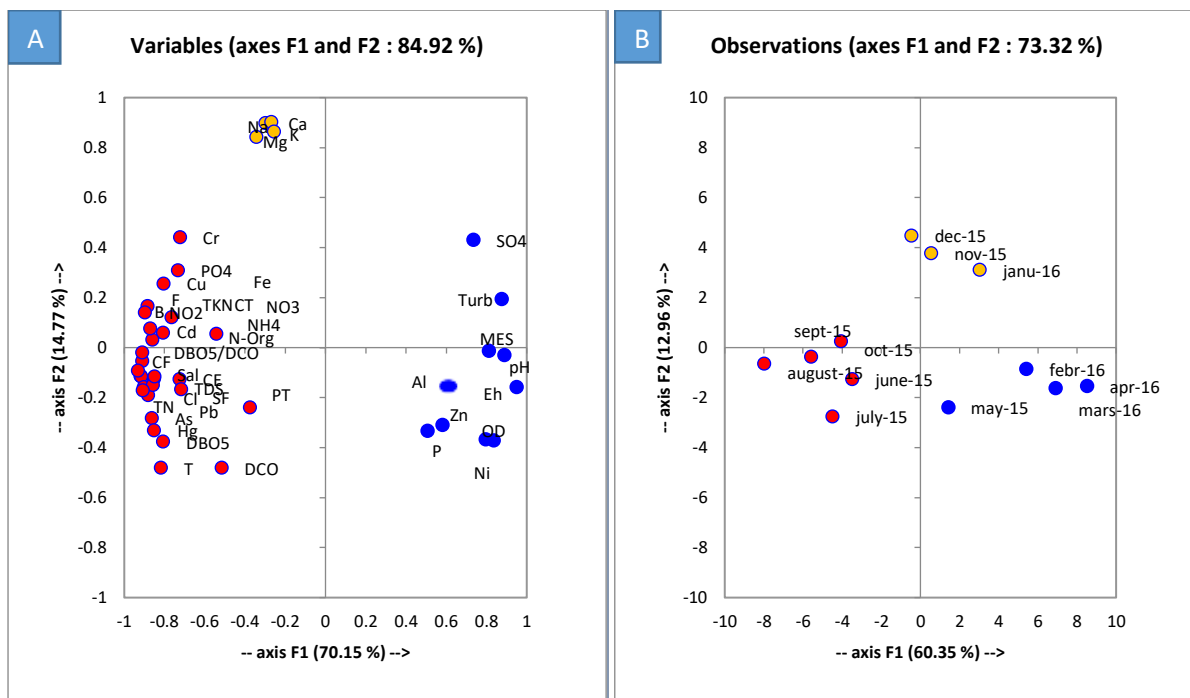 A
Variables (axes F1 and F2 : 84.92 %)
1
0.8
0.6
0.4
0.2
0
-0.2
-0.4
-0.6
-0.8
-1
-- axis F2 (14.77 %) -->
Na
Ca
K
Mg
Cr
SO4
PO4
Cu
Fe
F
TKN
CT
NO3
Turb
B
NO2
NH4
Cd
N-Org
MES
DBO5/DCO
CF
pH
Sal
CE
Al
TDS
PT
Eh
Cl
SF
TN
Pb
Zn
As
Hg
OD
DBO5
P
T
DCO
Ni
-1 -0.8 -0.6 -0.4 -0.2 0 0.2 0.4 0.6 0.8 1
-- axis F1 (70.15 %) -->
B
Observations (axes F1 and F2 : 73.32 %)
10
8
6
4
2
0
-2
-4
-6
-8
-10
-- axis F2 (12.96 %) -->
dec-15
nov-15
janu-16
sept-15
oct-15
august-15
june-15
febr-16
apr-16
july-15
may-15
mars-16
-10 -8 -6 -4 -2 0 2 4 6 8 10
-- axis F1 (60.35 %) -->